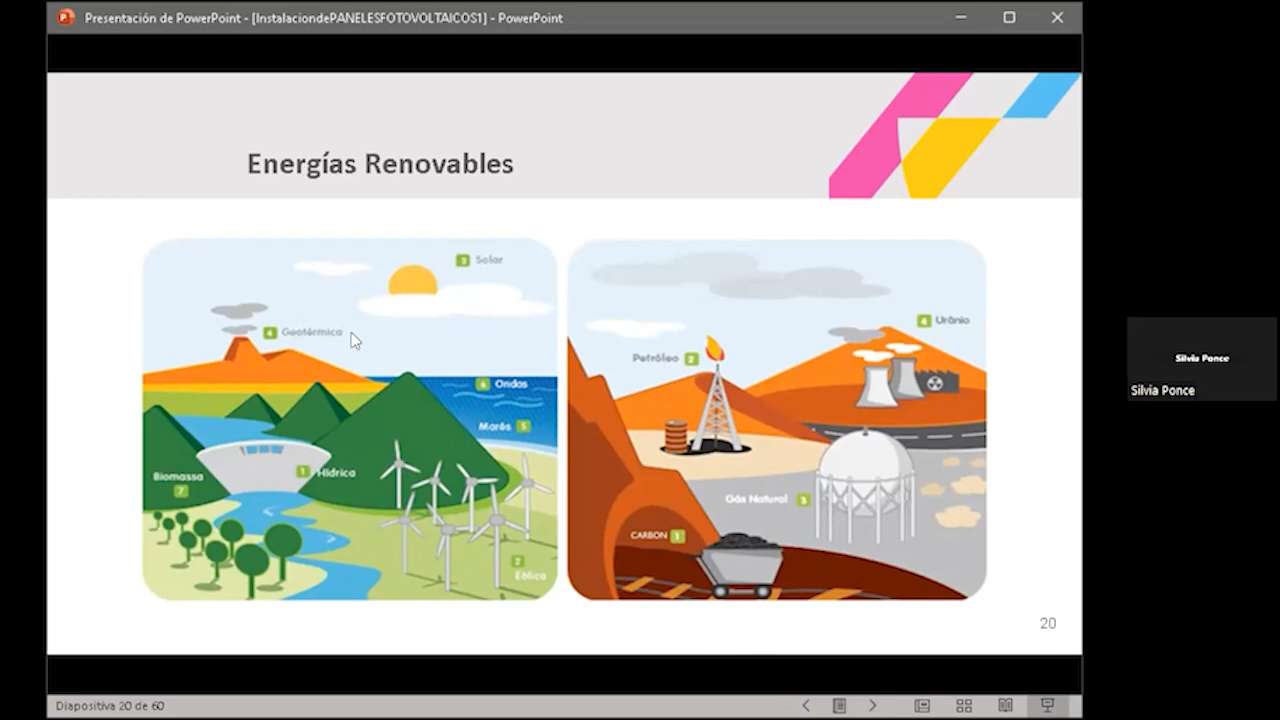 Presentación de PowerPoint - [InstalaciondePANELESFOTOVOLTAICOS1] - PowerPoint
Energías Renovables
3 Solar
4 Geotérmica
6 Ondas
Marés 5
Biomassa
7
1 Hídrica
2
Eólica
4 Urânio
Petróleo 2
Gás Natural 3
CARBON 1
20
Silvia Ponce
Silvia Ponce
Diapositiva 20 de 60